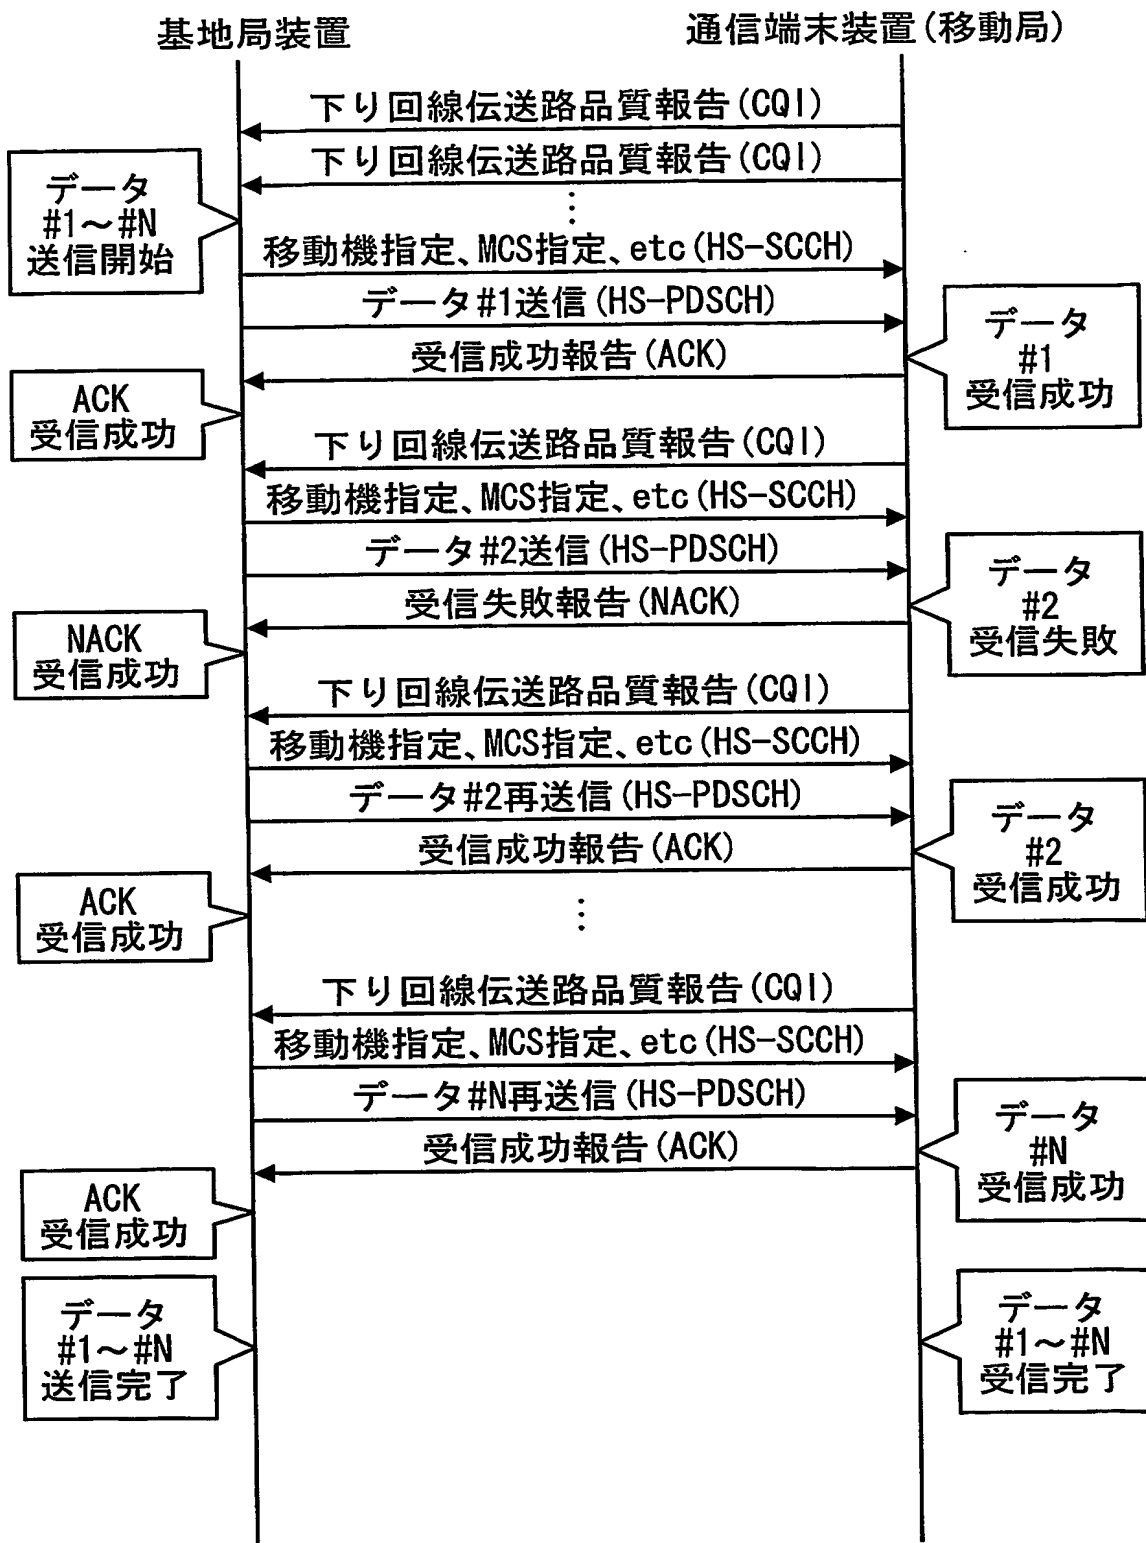 基地局装置
通信端末装置(移動局)
下り回線伝送路品質報告(CQI)
下り回線伝送路品質報告(CQI)
データ
#1〜#N
送信開始
⋮
移動機指定、MCS指定、etc(HS-SCCH)
データ#1送信(HS-PDSCH)
データ
#1
受信成功
受信成功報告(ACK)
ACK
受信成功
下り回線伝送路品質報告(CQI)
移動機指定、MCS指定、etc(HS-SCCH)
データ#2送信(HS-PDSCH)
データ
#2
受信失敗
受信失敗報告(NACK)
NACK
受信成功
下り回線伝送路品質報告(CQI)
移動機指定、MCS指定、etc(HS-SCCH)
データ#2再送信(HS-PDSCH)
データ
#2
受信成功
受信成功報告(ACK)
ACK
受信成功
⋮
下り回線伝送路品質報告(CQI)
移動機指定、MCS指定、etc(HS-SCCH)
データ#N再送信(HS-PDSCH)
データ
#N
受信成功
受信成功報告(ACK)
ACK
受信成功
データ
#1〜#N
送信完了
データ
#1〜#N
受信完了